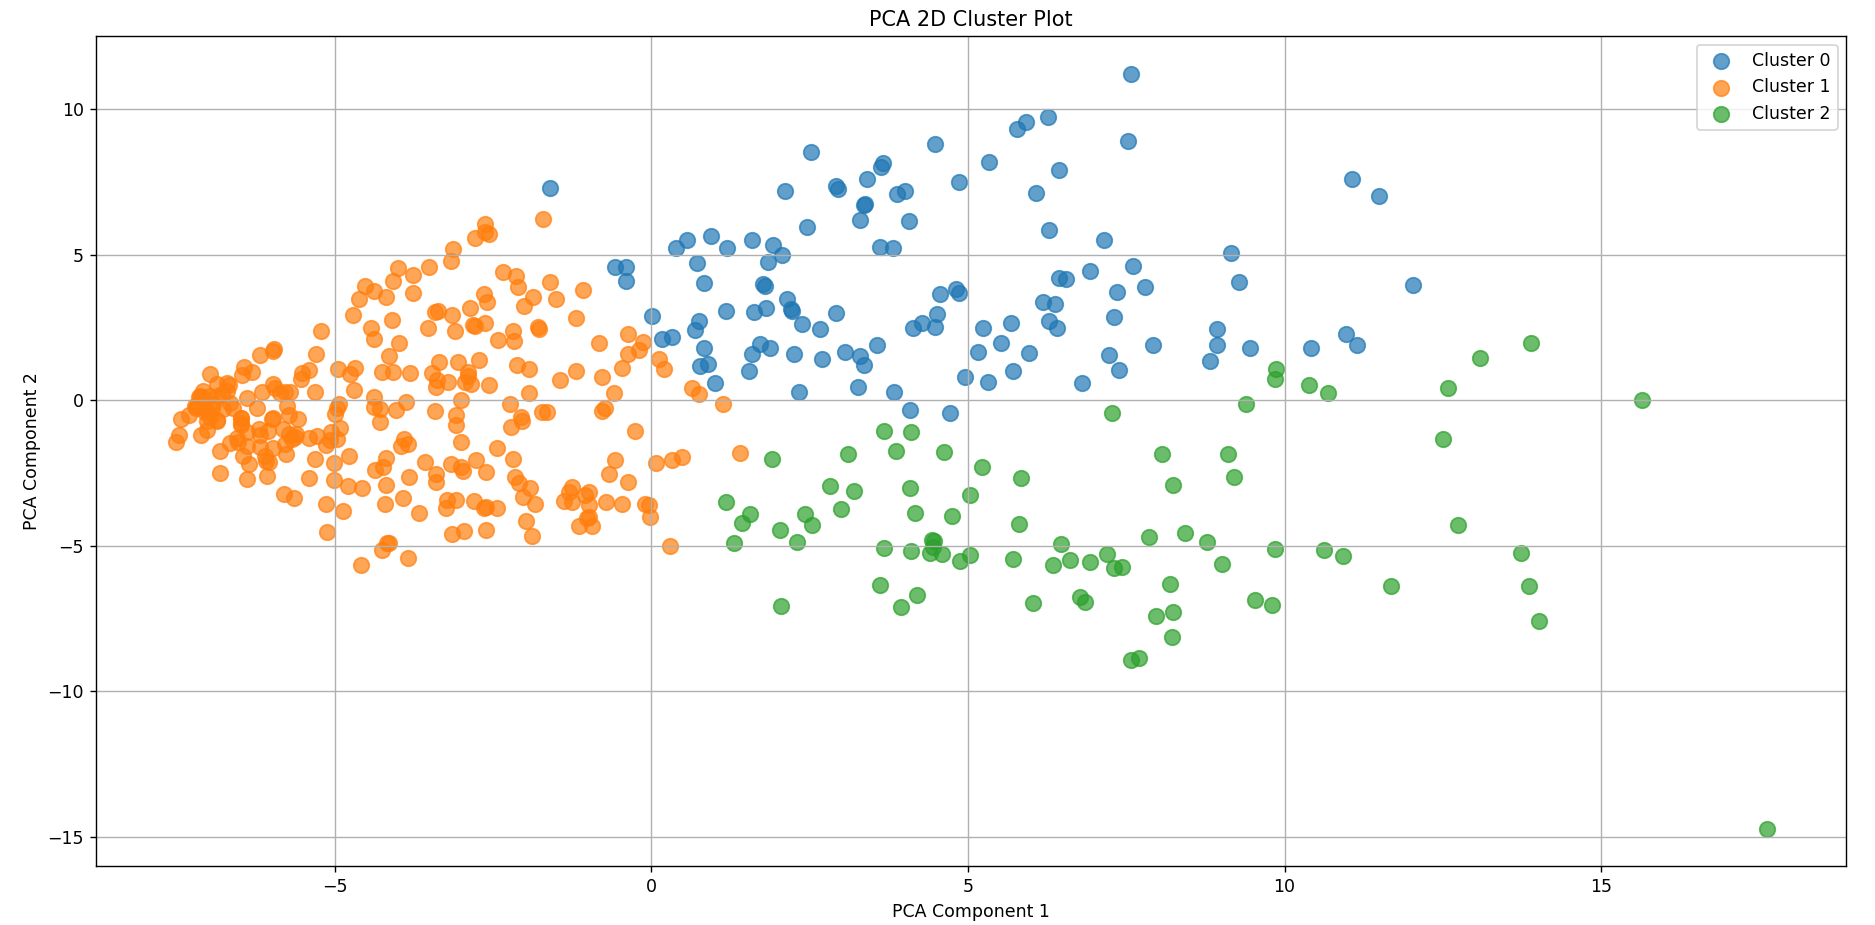 PCA 2D Cluster Plot
Cluster 0
Cluster 1
Cluster 2
10
5
0
−5
−10
−15
PCA Component 2
−5
0
5
10
15
PCA Component 1